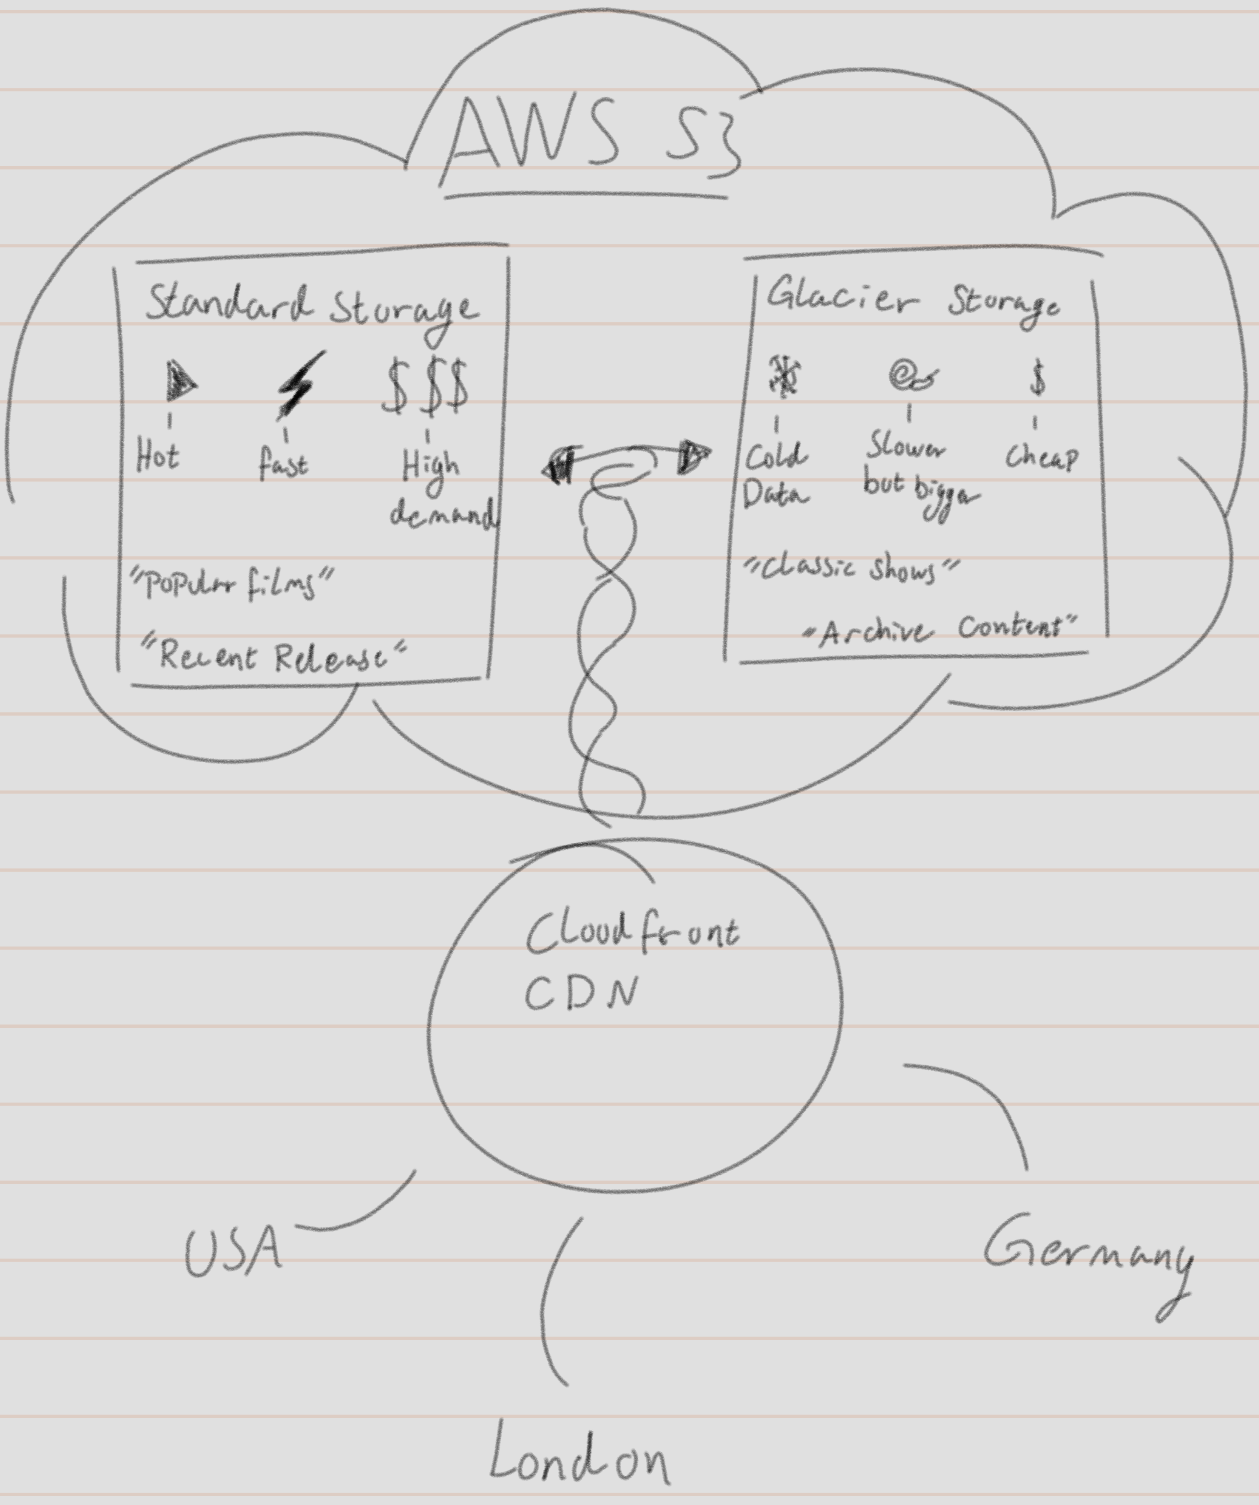 AWS S3
Standard Storage
$ $$
Hot
fast
High
demand
"Popular films"
"Recent Release"
Glacier Storage
$
Cold
Data
Slower
but bigger
Cheap
"Classic shows"
"Archive Content"
Cloudfront
CDN
USA
Germany
London